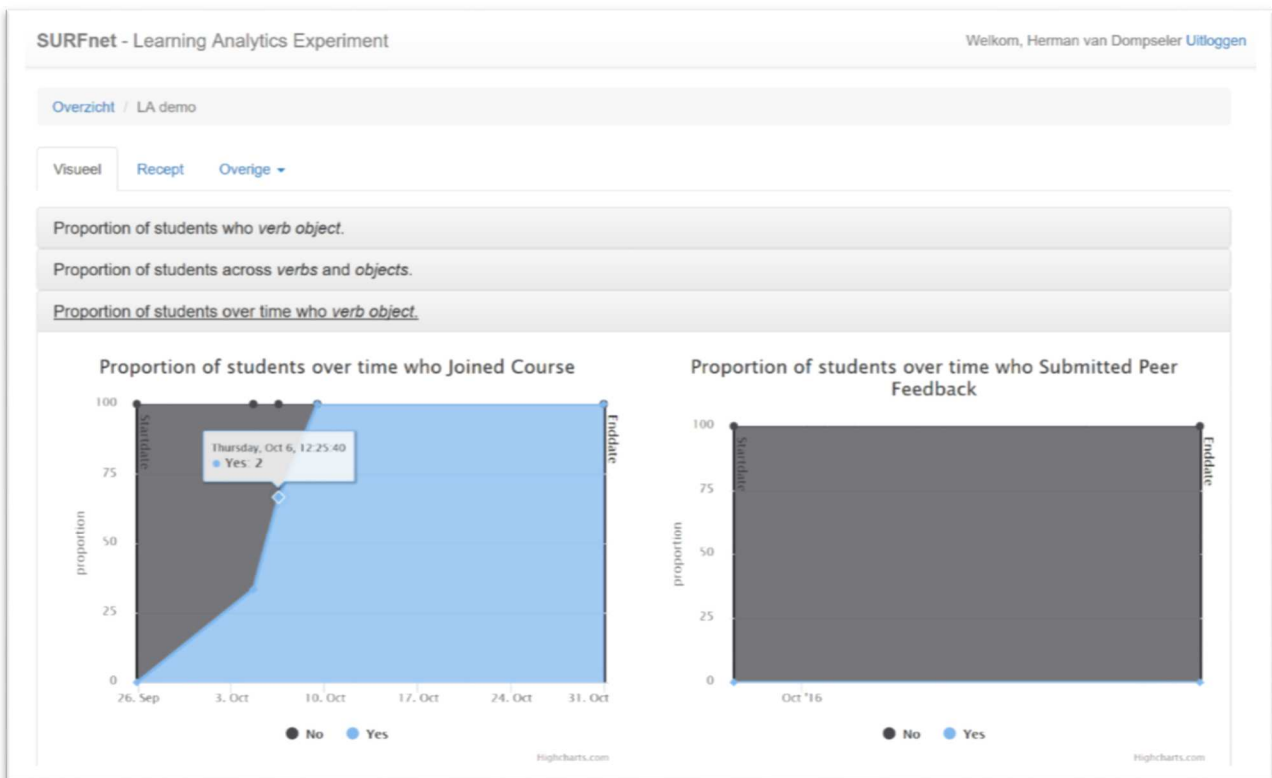 SURFnet - Learning Analytics Experiment
Welkom, Herman van Dompseler Uitloggen
Overzicht / LA demo
Visueel
Recept
Overige
Proportion of students who verb object.
Proportion of students across verbs and objects.
Proportion of students over time who verb object.
Proportion of students over time who Joined Course
100
75
50
25
0
proportion
Startdate
Thursday, Oct 6, 12:25:40
Yes: 2
Enddate
26. Sep
3. Oct
10. Oct
17. Oct
24. Oct
31. Oct
No
Yes
Highcharts.com
Proportion of students over time who Submitted Peer
Feedback
100
75
50
25
0
proportion
Startdate
Enddate
Oct '16
No
Yes
Highcharts.com